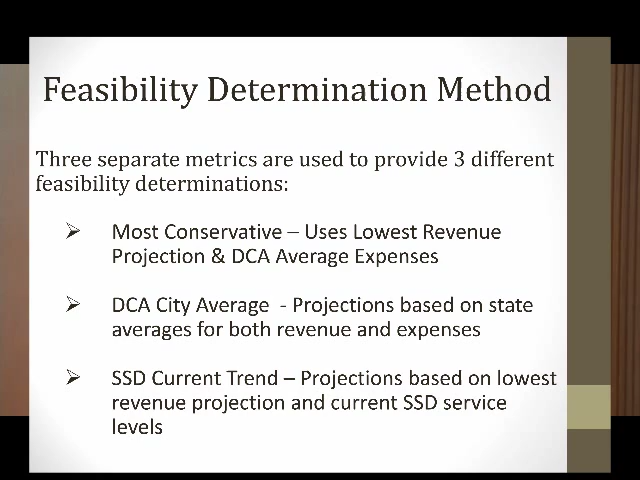 Feasibility Determination Method
Three separate metrics are used to provide 3 different
feasibility determinations:
Most Conservative – Uses Lowest Revenue
Projection & DCA Average Expenses
DCA City Average - Projections based on state
averages for both revenue and expenses
SSD Current Trend – Projections based on lowest
revenue projection and current SSD service
levels